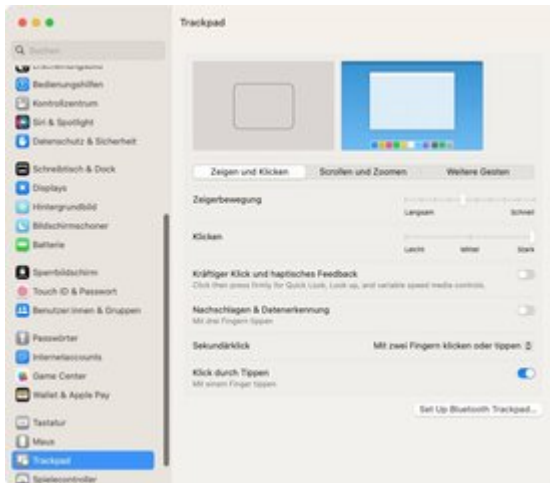 Trackpad
Suchen
Bedienungshilfen
Kontrollzentrum
Siri & Spotlight
Datenschutz & Sicherheit
Schreibtisch & Dock
Displays
Hintergrundbild
Bildschirmschoner
Batterie
Sperrbildschirm
Touch ID & Passwort
Benutzer:innen & Gruppen
Passwörter
Internetaccounts
Game Center
Wallet & Apple Pay
Tastatur
Maus
Trackpad
Spielecontroller
Zeigen und Klicken
Scrollen und Zoomen
Weitere Gesten
Zeigerbewegung
Langsam
Schnell
Klicken
Leicht
Mittel
Stark
Kräftiger Klick und haptisches Feedback
Click then press firmly for Quick Look, Look up, and variable speed media controls.
Nachschlagen & Datenerkennung
Mit drei Fingern tippen
Sekundärklick
Mit zwei Fingern klicken oder tippen
Klick durch Tippen
Mit einem Finger tippen
Set Up Bluetooth Trackpad...